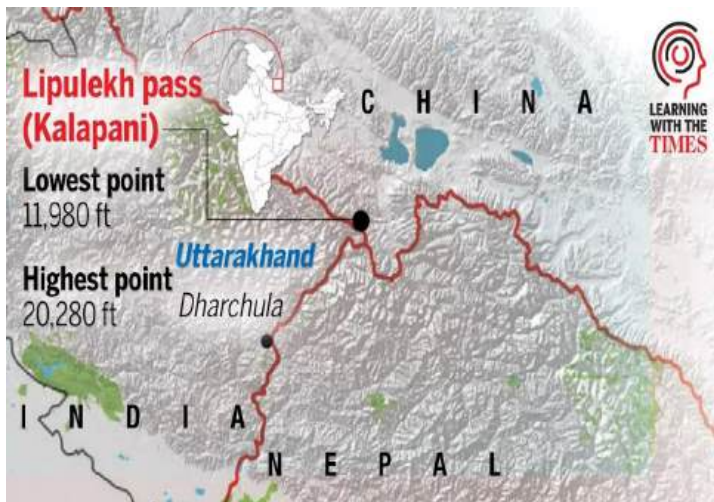 Lipulekh pass
(Kalapani)
Lowest point
11,980 ft
Highest point
20,280 ft
CHINA
LEARNING
WITH THE
TIMES
Uttarakhand
Dharchula
INDIA
NEPAL